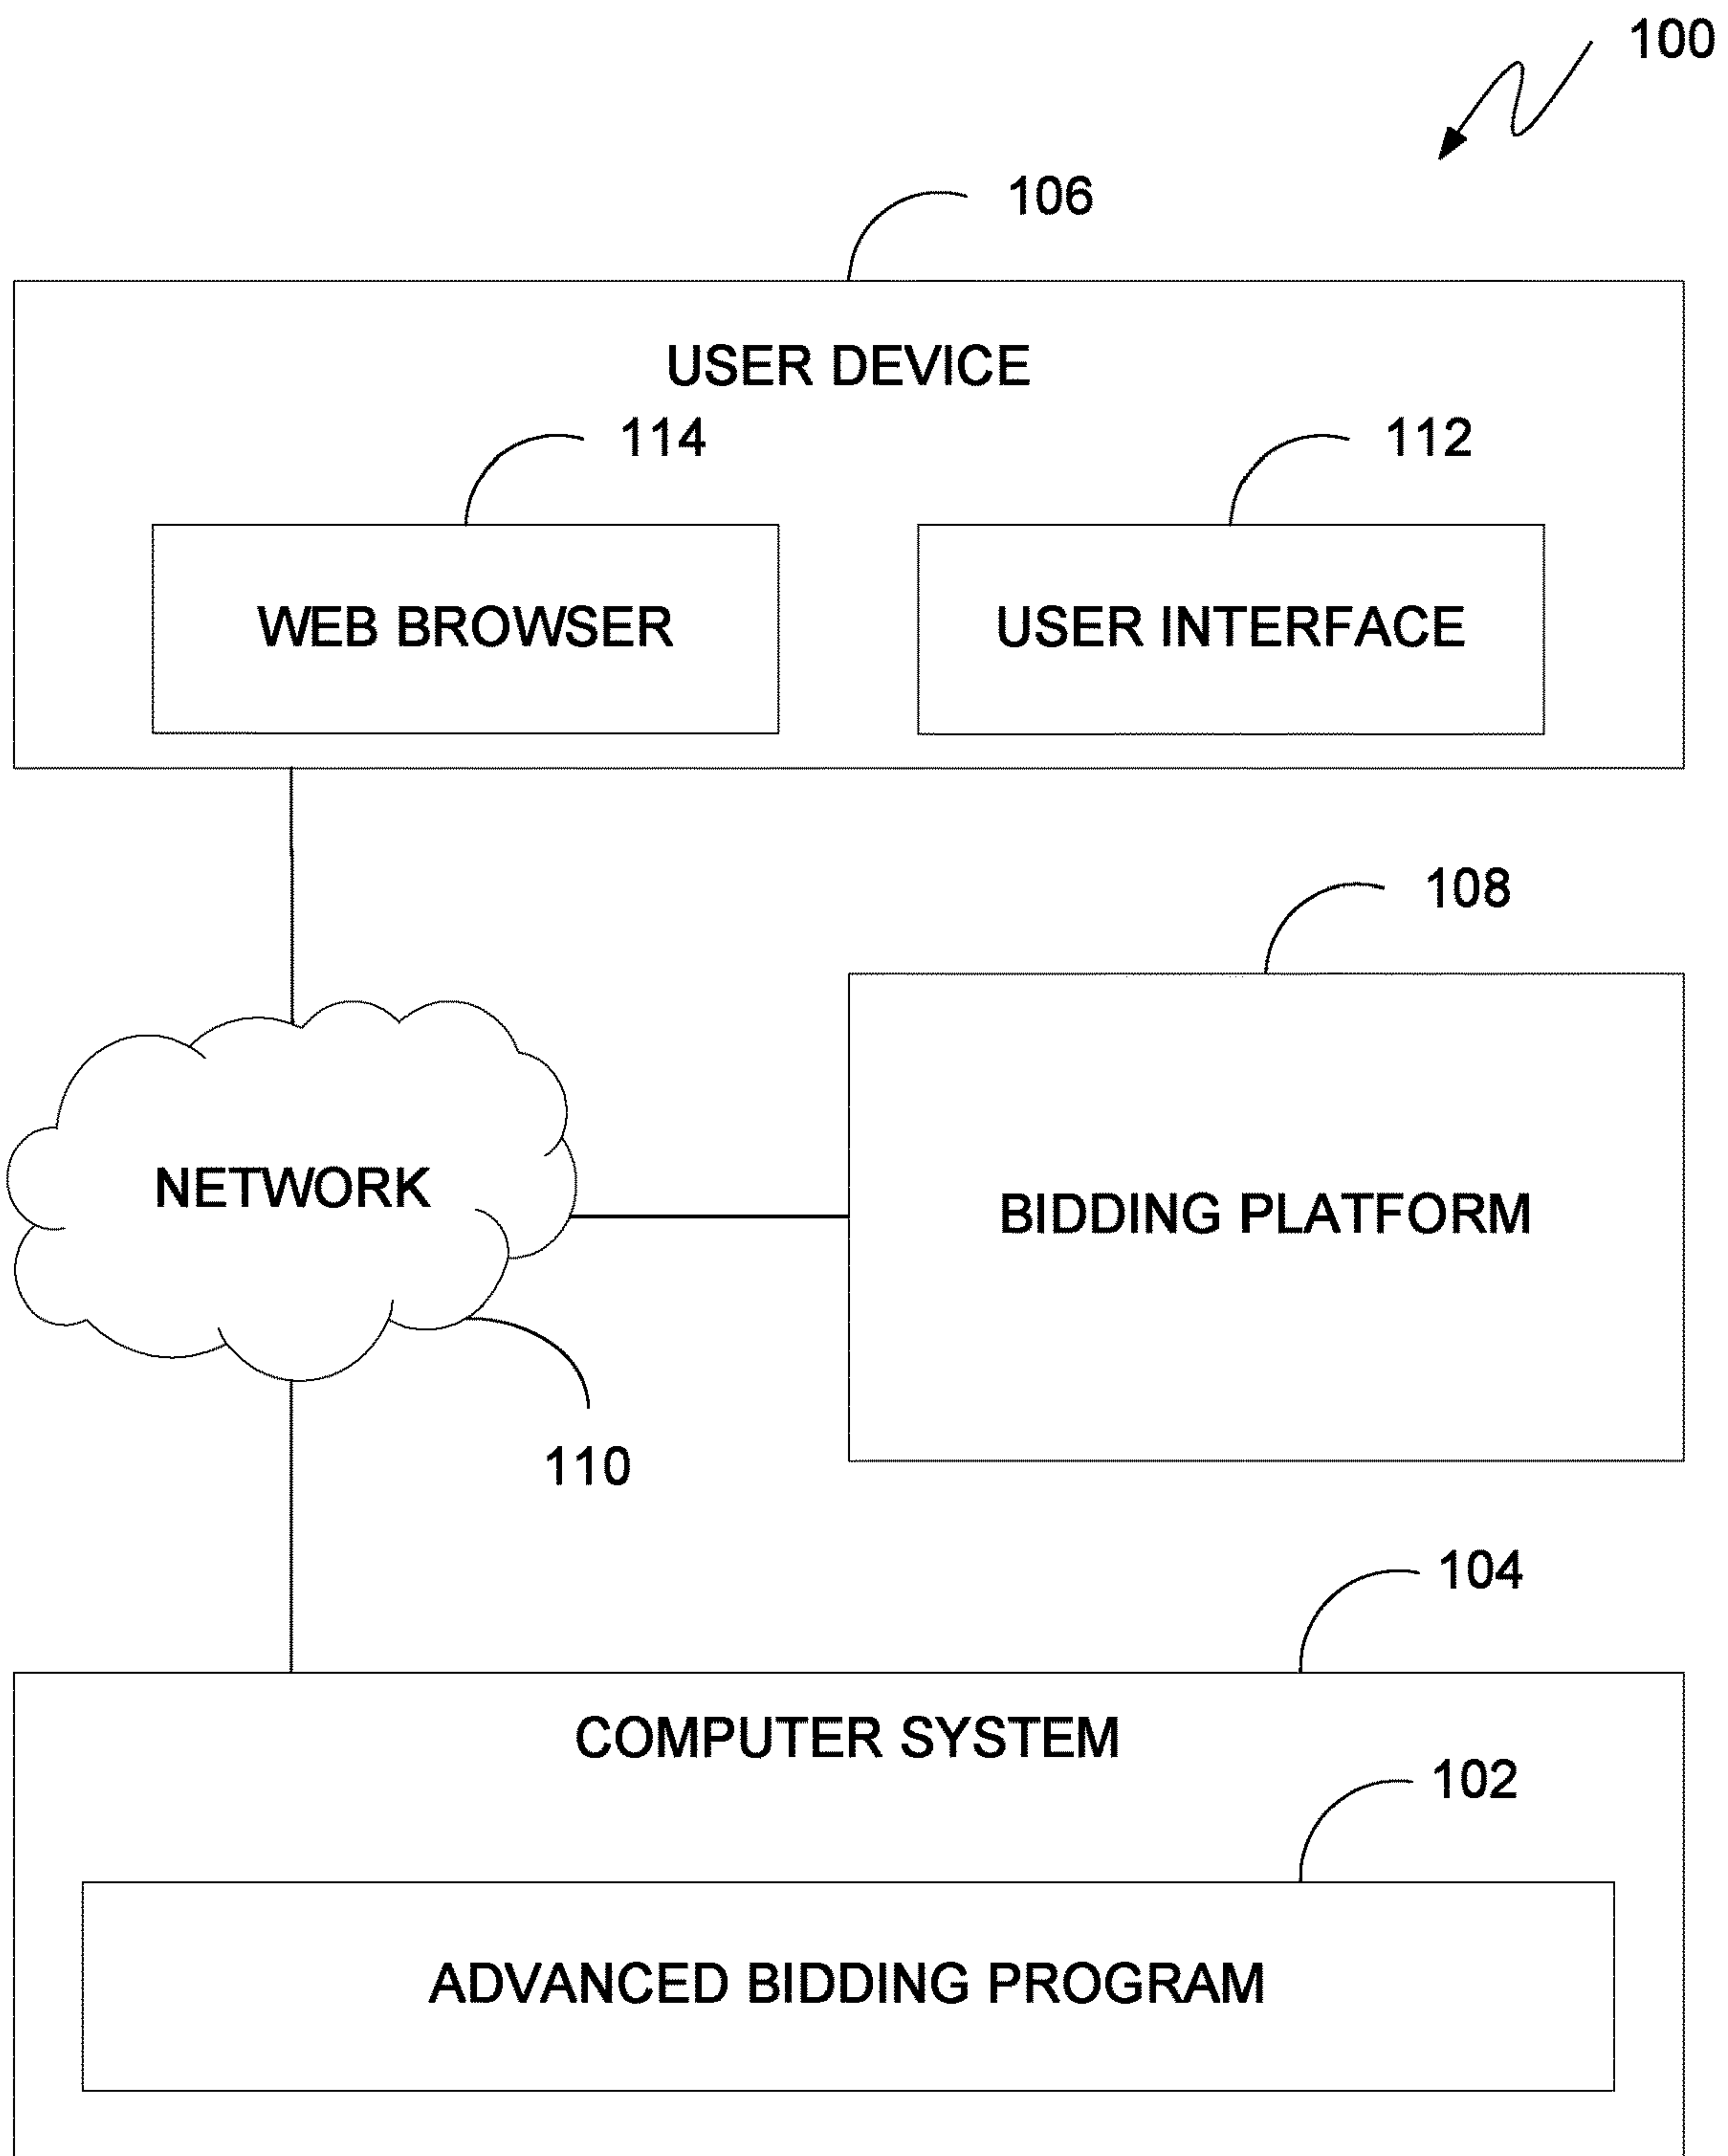 100
106
USER DEVICE
114
112
WEB BROWSER
USER INTERFACE
108
NETWORK
BIDDING PLATFORM
110
104
COMPUTER SYSTEM
102
ADVANCED BIDDING PROGRAM